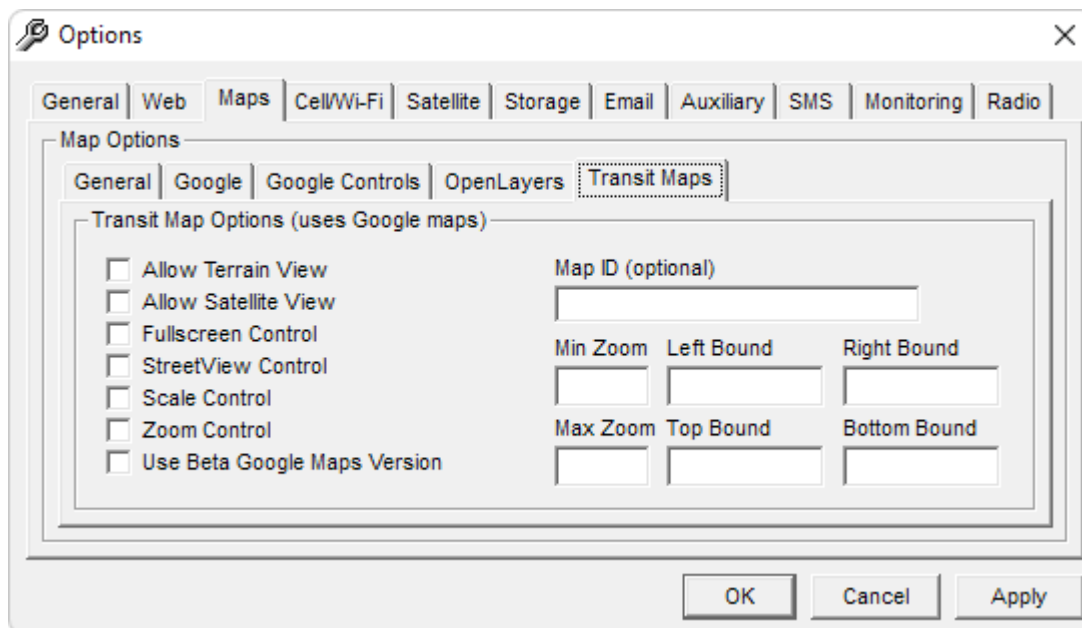 Options
General Web Maps Cell/Wi-Fi Satellite Storage Email Auxiliary SMS Monitoring Radio
Map Options
General Google Google Controls OpenLayers Transit Maps
Transit Map Options (uses Google maps)
Allow Terrain View
Allow Satellite View
Fullscreen Control
StreetView Control
Scale Control
Zoom Control
Use Beta Google Maps Version
Map ID (optional)
Min Zoom Left Bound Right Bound
Max Zoom Top Bound Bottom Bound
OK Cancel Apply